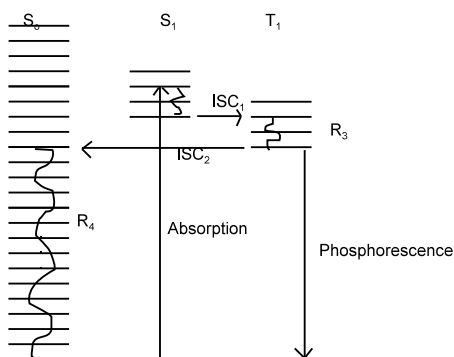 S₀ S₁ T₁
ISC₁
R₃
ISC₂
R₄
Absorption
Phosphorescence